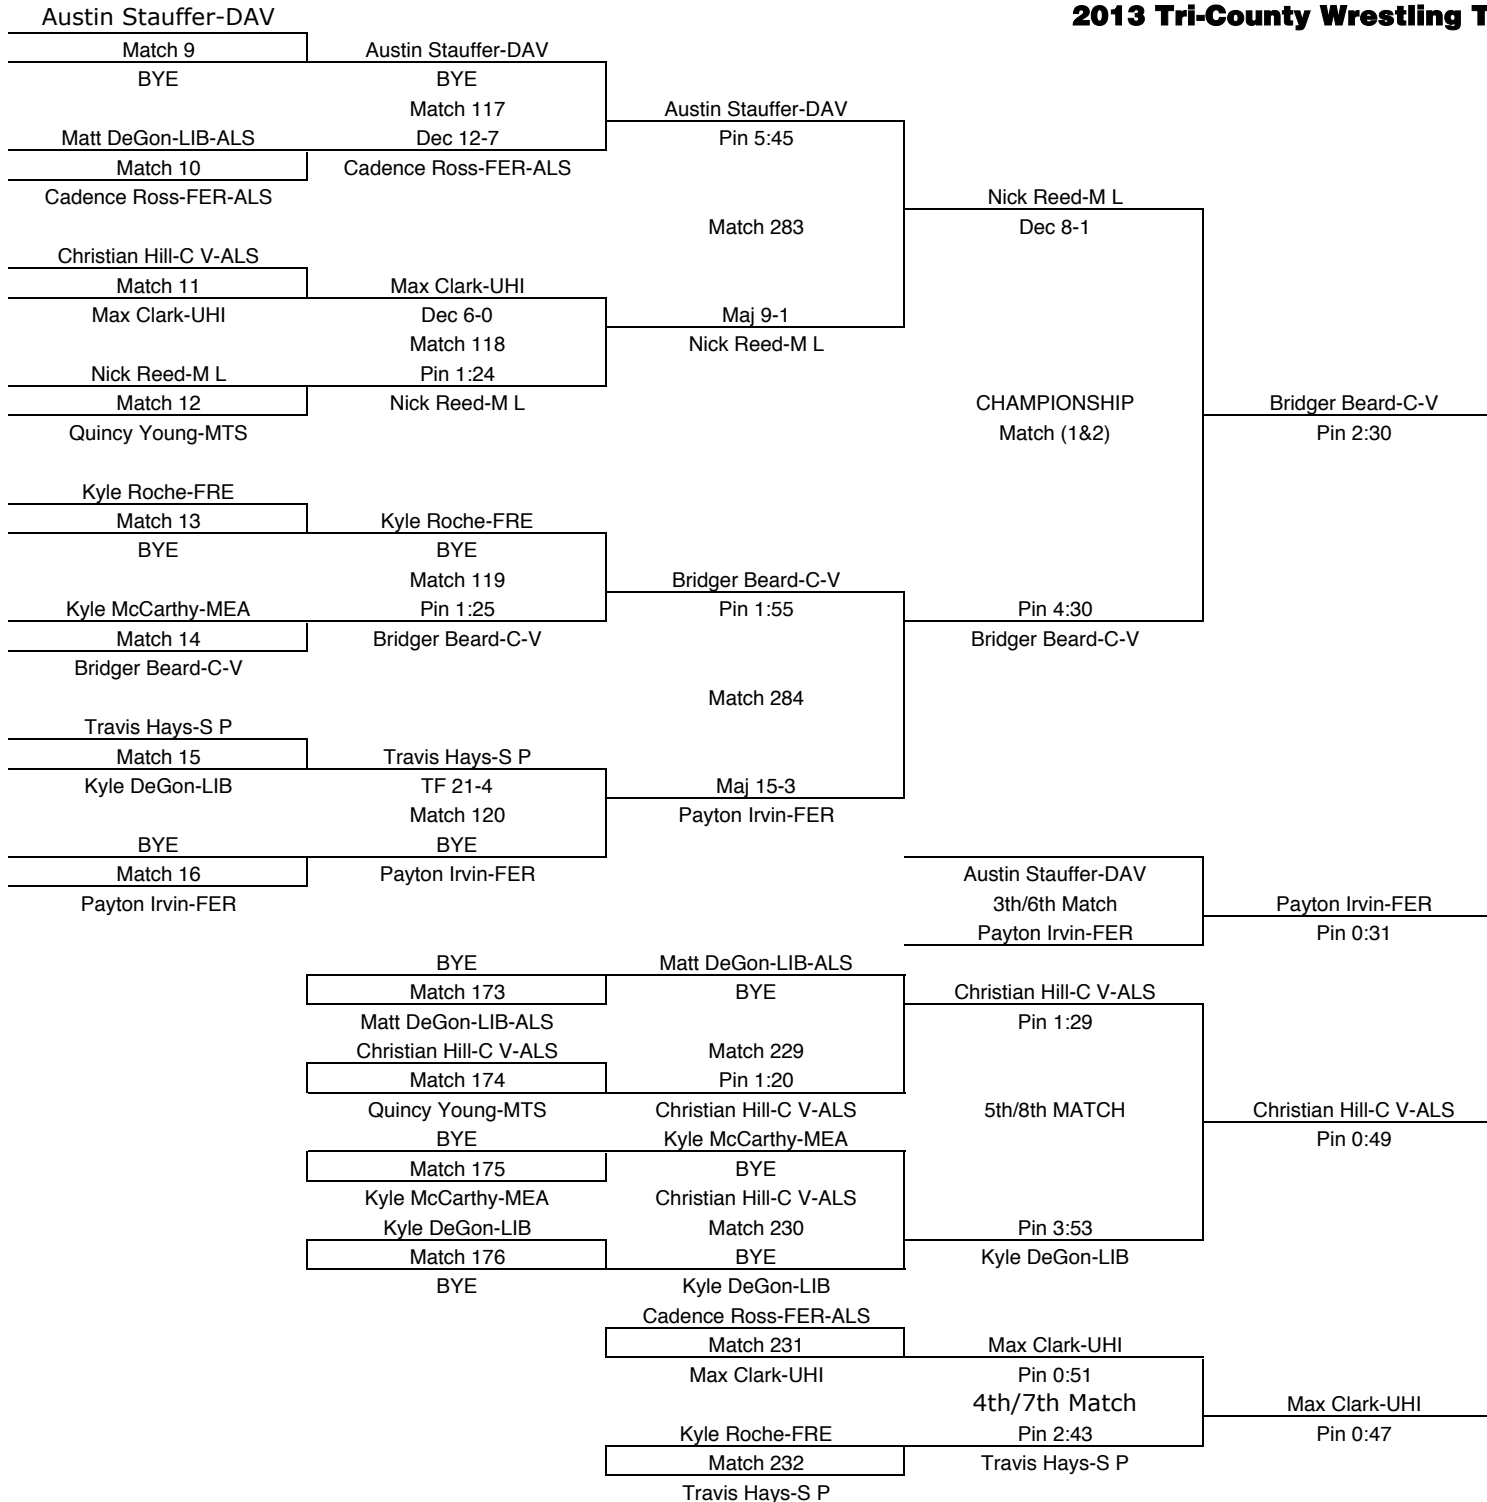 Austin Stauffer-DAV
2013 Tri-County Wrestling T
Match 9
Austin Stauffer-DAV
BYE
BYE
Match 117
Austin Stauffer-DAV
Matt DeGon-LIB-ALS
Dec 12-7
Pin 5:45
Match 10
Cadence Ross-FER-ALS
Cadence Ross-FER-ALS
Nick Reed-M L
Match 283
Dec 8-1
Christian Hill-C V-ALS
Match 11
Max Clark-UHI
Max Clark-UHI
Dec 6-0
Maj 9-1
Match 118
Nick Reed-M L
Nick Reed-M L
Pin 1:24
Match 12
Nick Reed-M L
CHAMPIONSHIP
Bridger Beard-C-V
Quincy Young-MTS
Match (1&2)
Pin 2:30
Kyle Roche-FRE
Match 13
Kyle Roche-FRE
BYE
BYE
Match 119
Bridger Beard-C-V
Kyle McCarthy-MEA
Pin 1:25
Pin 1:55
Pin 4:30
Match 14
Bridger Beard-C-V
Bridger Beard-C-V
Bridger Beard-C-V
Match 284
Travis Hays-S P
Match 15
Travis Hays-S P
Kyle DeGon-LIB
TF 21-4
Maj 15-3
Match 120
Payton Irvin-FER
BYE
BYE
Match 16
Payton Irvin-FER
Austin Stauffer-DAV
Payton Irvin-FER
3th/6th Match
Payton Irvin-FER
Payton Irvin-FER
Pin 0:31
BYE
Matt DeGon-LIB-ALS
Match 173
BYE
Christian Hill-C V-ALS
Matt DeGon-LIB-ALS
Pin 1:29
Christian Hill-C V-ALS
Match 229
Match 174
Pin 1:20
Quincy Young-MTS
Christian Hill-C V-ALS
5th/8th MATCH
Christian Hill-C V-ALS
BYE
Kyle McCarthy-MEA
Pin 0:49
Match 175
BYE
Kyle McCarthy-MEA
Christian Hill-C V-ALS
Kyle DeGon-LIB
Match 230
Pin 3:53
Match 176
BYE
Kyle DeGon-LIB
BYE
Kyle DeGon-LIB
Cadence Ross-FER-ALS
Match 231
Max Clark-UHI
Max Clark-UHI
Pin 0:51
4th/7th Match
Max Clark-UHI
Kyle Roche-FRE
Pin 2:43
Pin 0:47
Match 232
Travis Hays-S P
Travis Hays-S P